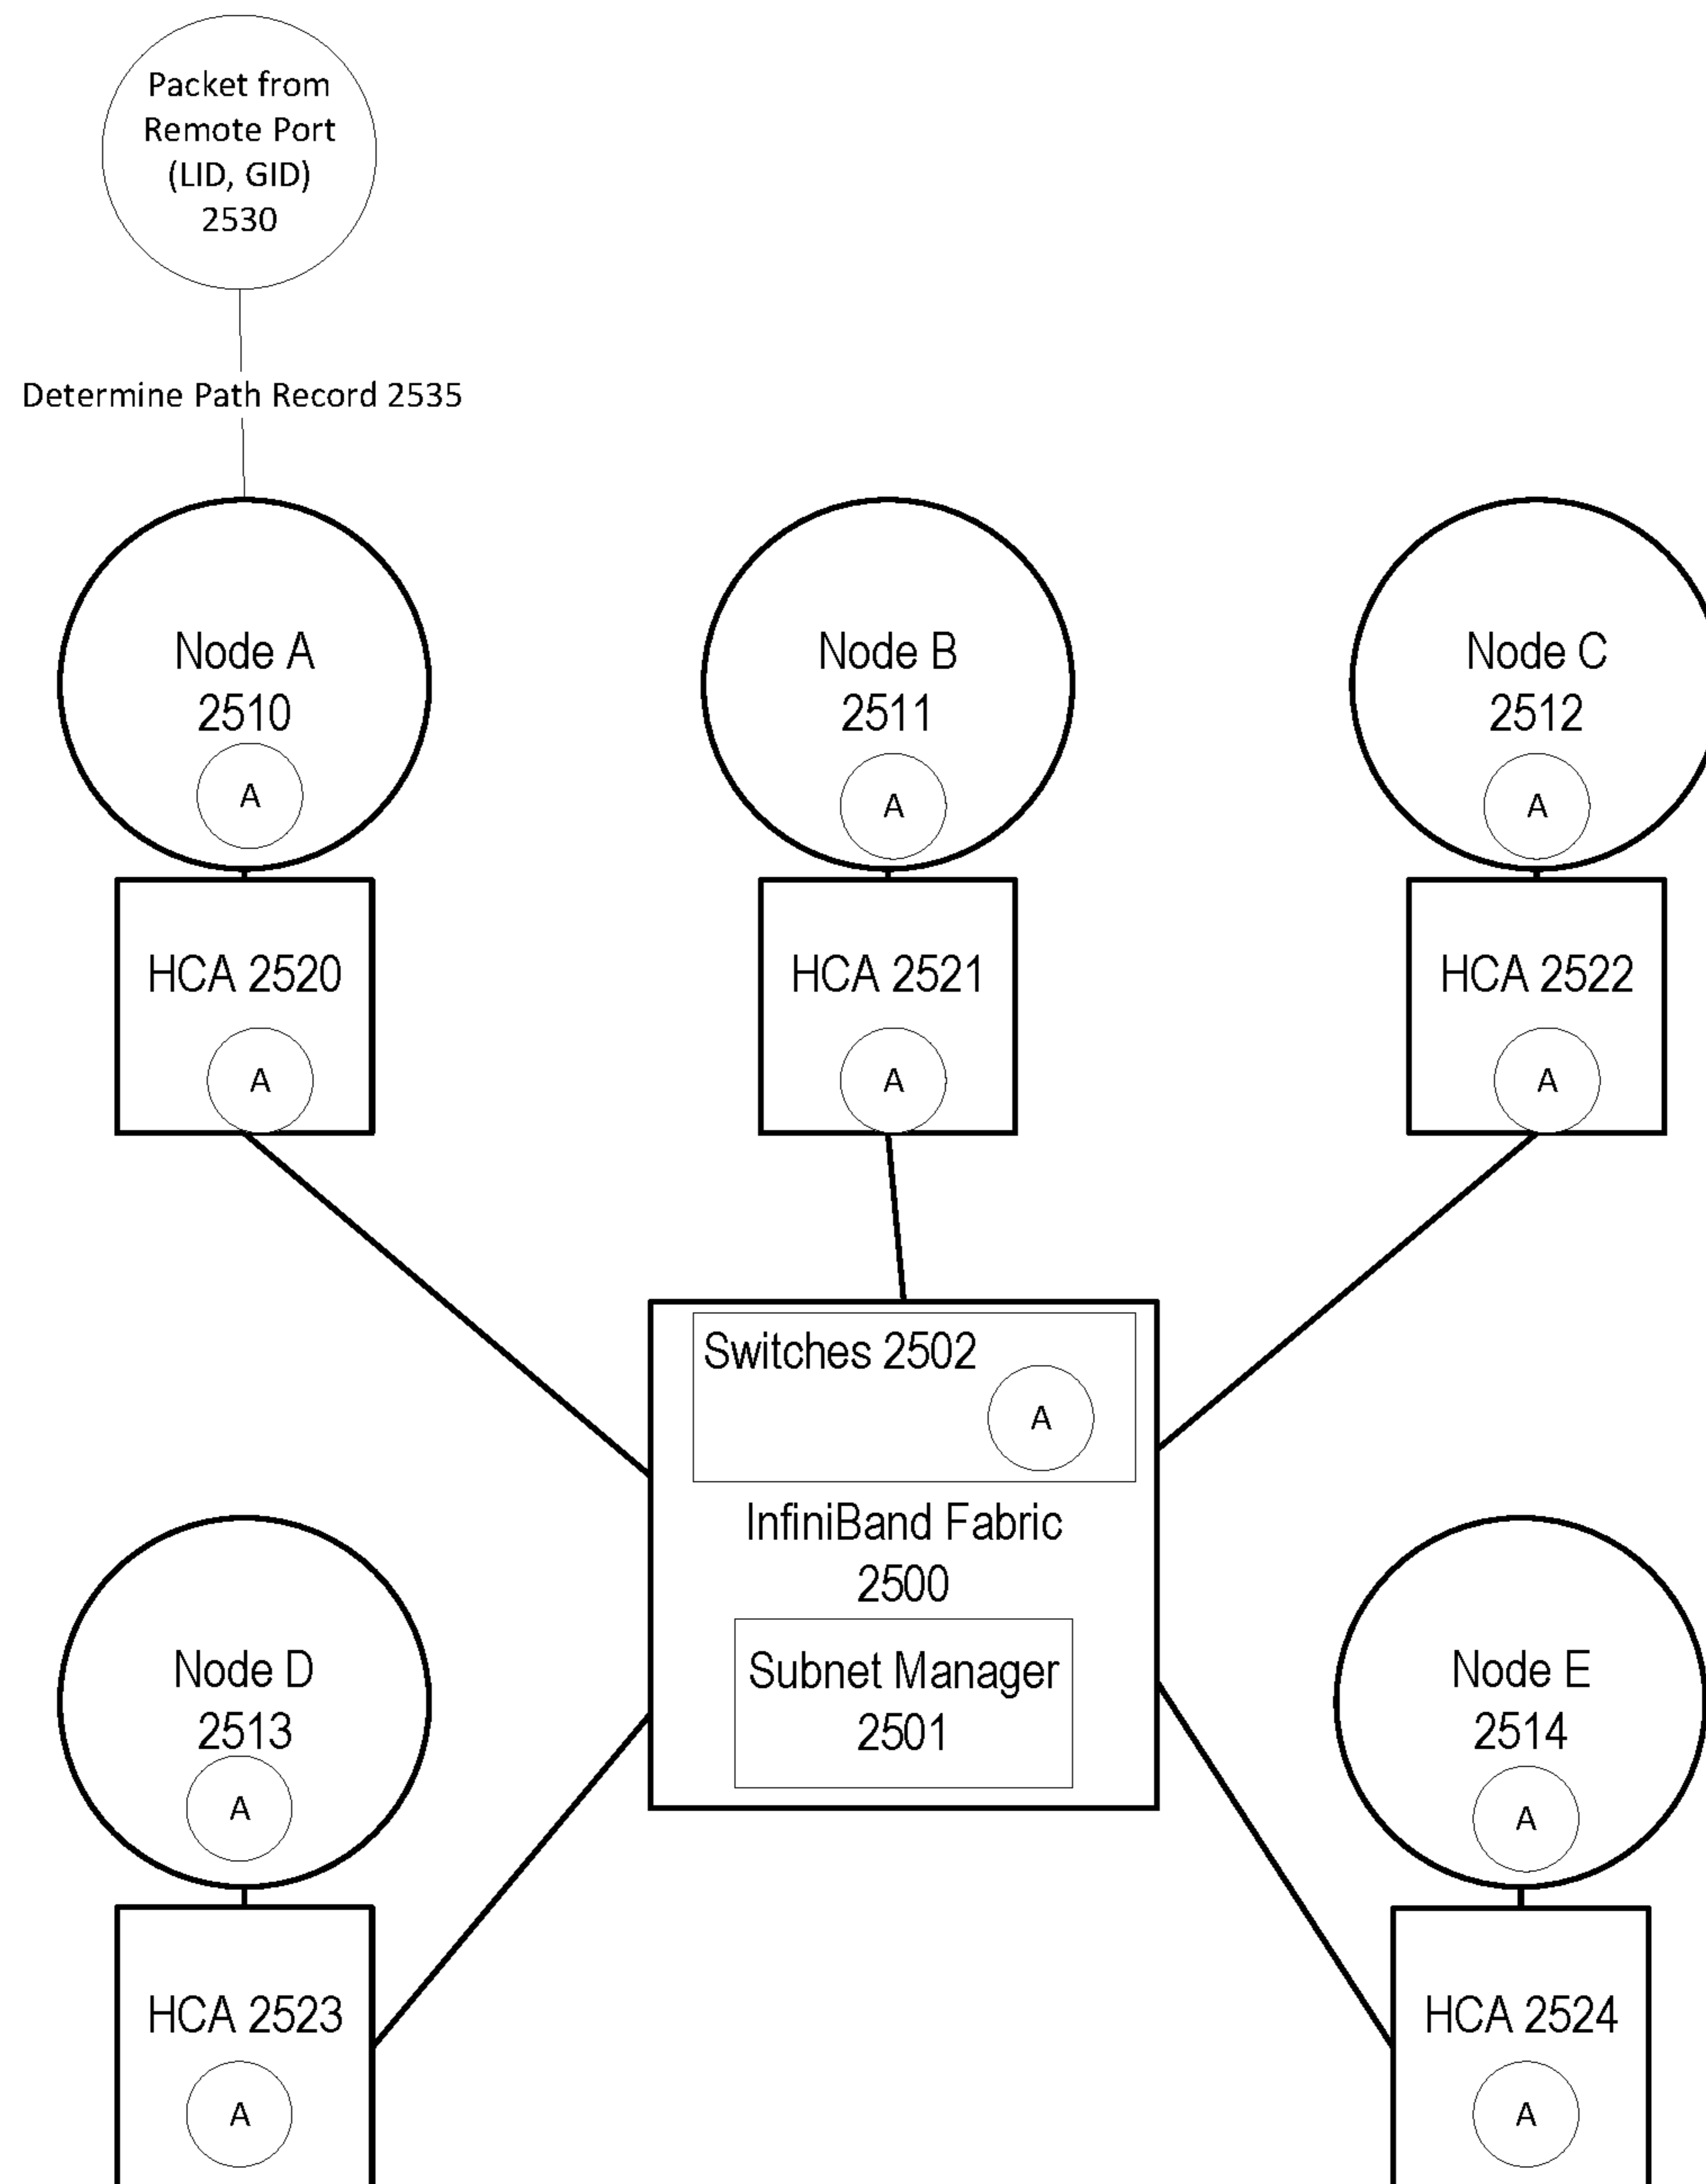 Packet from
Remote Port
(LID, GID)
2530
Determine Path Record 2535
Node A
2510
A
Node B
2511
A
Node C
2512
A
HCA 2520
A
HCA 2521
A
HCA 2522
A
Switches 2502
A
InfiniBand Fabric
2500
Subnet Manager
2501
Node D
2513
A
Node E
2514
A
HCA 2523
A
HCA 2524
A